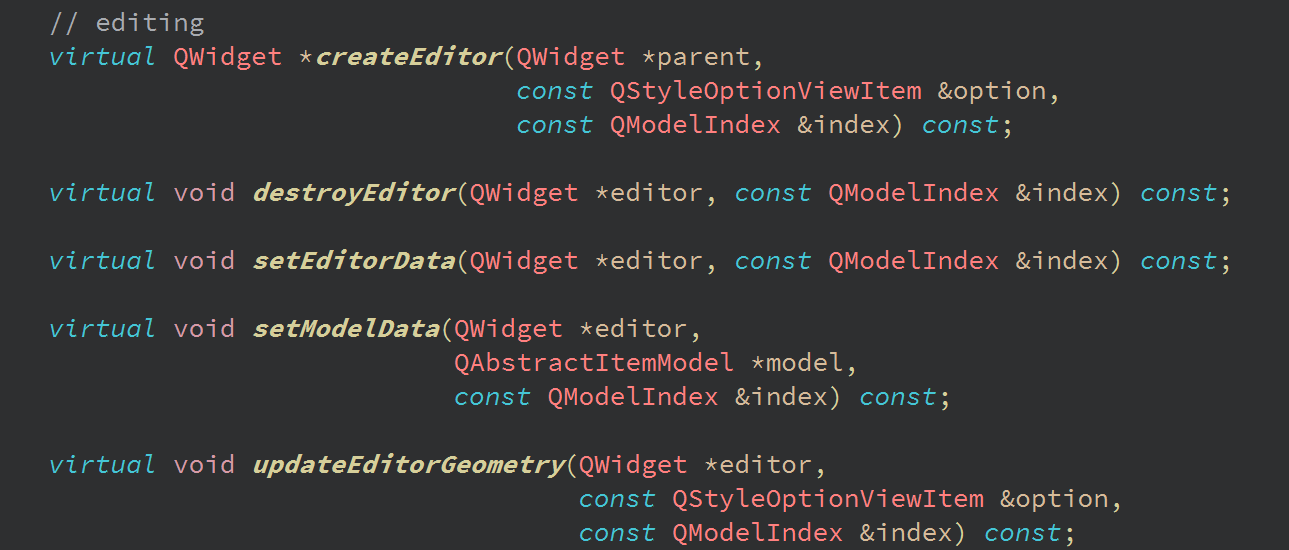 // editing
virtual QWidget *createEditor(QWidget *parent,
const QStyleOptionViewItem &option,
const QModelIndex &index) const;
virtual void destroyEditor(QWidget *editor, const QModelIndex &index) const;
virtual void setEditorData(QWidget *editor, const QModelIndex &index) const;
virtual void setModelData(QWidget *editor,
QAbstractItemModel *model,
const QModelIndex &index) const;
virtual void updateEditorGeometry(QWidget *editor,
const QStyleOptionViewItem &option,
const QModelIndex &index) const;